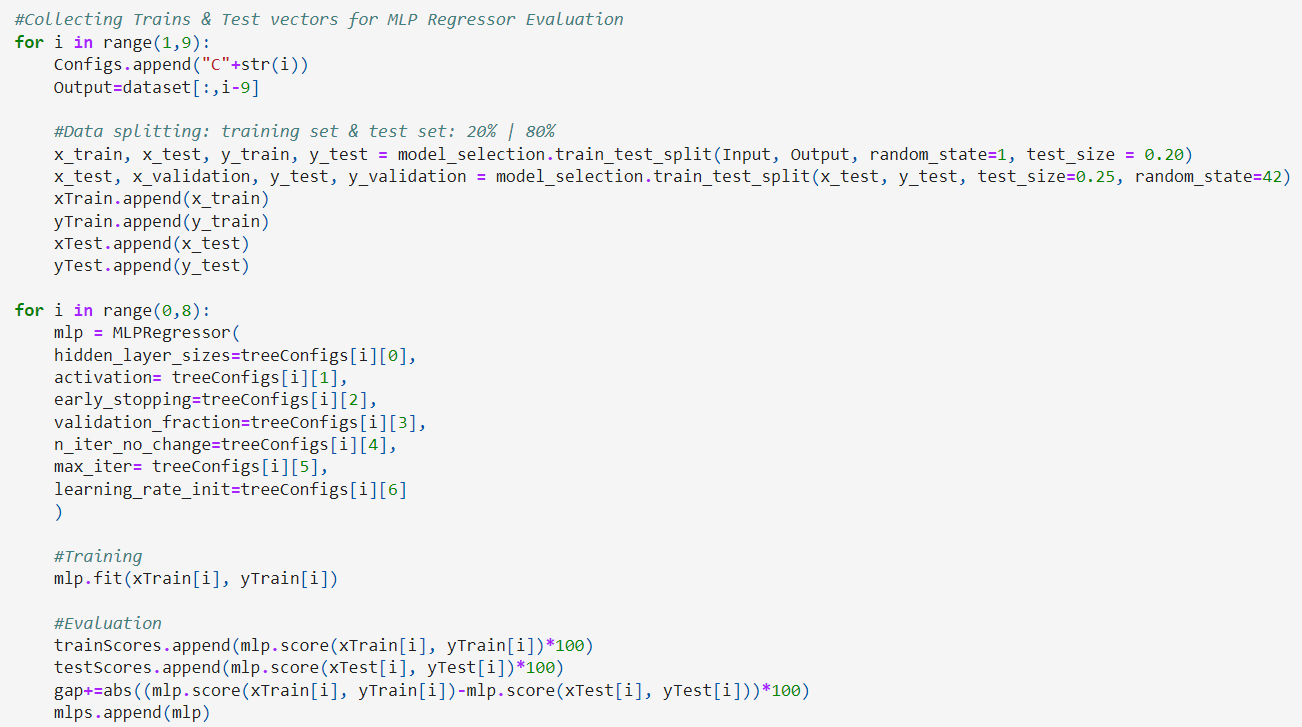 #Collecting Trains & Test vectors for MLP Regressor Evaluation
for i in range(1,9):
    Configs.append("C"+str(i))
    Output=dataset[:,i-9]

    #Data splitting: training set & test set: 20% | 80%
    x_train, x_test, y_train, y_test = model_selection.train_test_split(Input, Output, random_state=1, test_size = 0.20)
    x_test, x_validation, y_test, y_validation = model_selection.train_test_split(x_test, y_test, test_size=0.25, random_state=42)
    xTrain.append(x_train)
    yTrain.append(y_train)
    xTest.append(x_test)
    yTest.append(y_test)

for i in range(0,8):
    mlp = MLPRegressor(
    hidden_layer_sizes=treeConfigs[i][0],
    activation= treeConfigs[i][1],
    early_stopping=treeConfigs[i][2],
    validation_fraction=treeConfigs[i][3],
    n_iter_no_change=treeConfigs[i][4],
    max_iter= treeConfigs[i][5],
    learning_rate_init=treeConfigs[i][6]
    )

    #Training
    mlp.fit(xTrain[i], yTrain[i])

    #Evaluation
    trainScores.append(mlp.score(xTrain[i], yTrain[i])*100)
    testScores.append(mlp.score(xTest[i], yTest[i])*100)
    gap+=abs((mlp.score(xTrain[i], yTrain[i])-mlp.score(xTest[i], yTest[i]))*100)
    mlps.append(mlp)